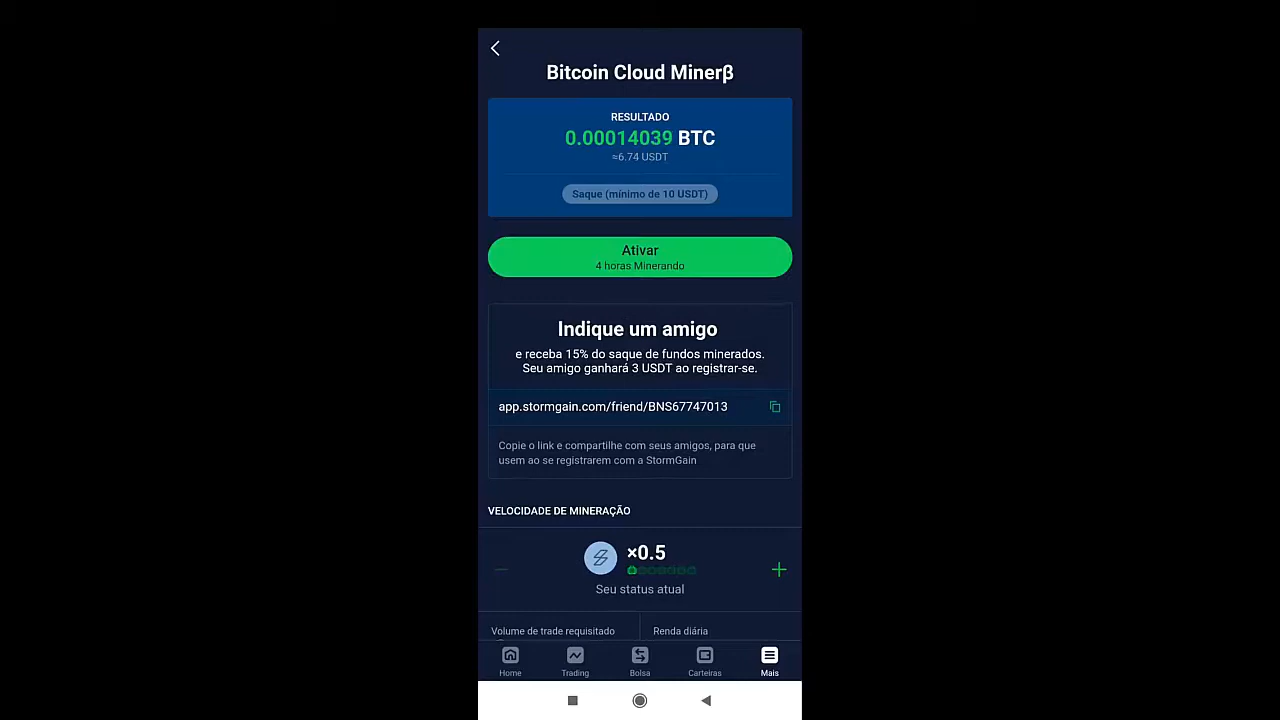 Bitcoin Cloud Minerβ
RESULTADO
0.00014039 BTC
≈6.74 USDT
Saque (mínimo de 10 USDT)
Ativar
4 horas Minerando
Indique um amigo
e receba 15% do saque de fundos minerados.
Seu amigo ganhará 3 USDT ao registrar-se.
app.stormgain.com/friend/BNS67747013
Copie o link e compartilhe com seus amigos, para que
usem ao se registrarem com a StormGain
VELOCIDADE DE MINERAÇÃO
×0.5
Seu status atual
Volume de trade requisitado
Renda diária
Home
Trading
Bolsa
Carteiras
Mais